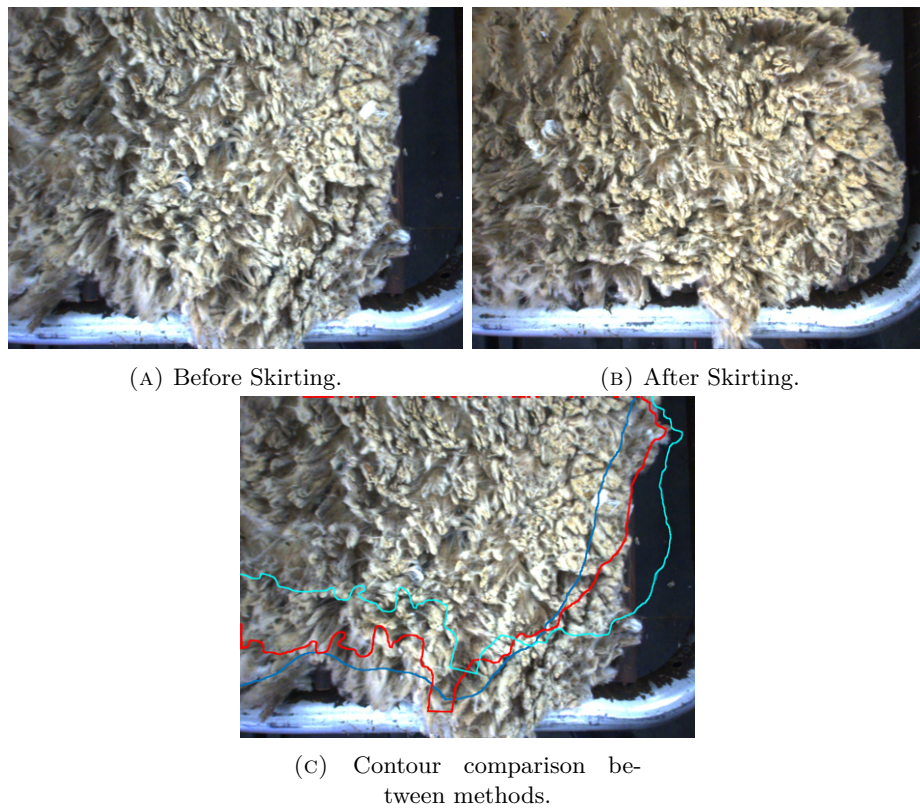 (A) Before Skirting.
(B) After Skirting.
(C) Contour comparison be-
tween methods.